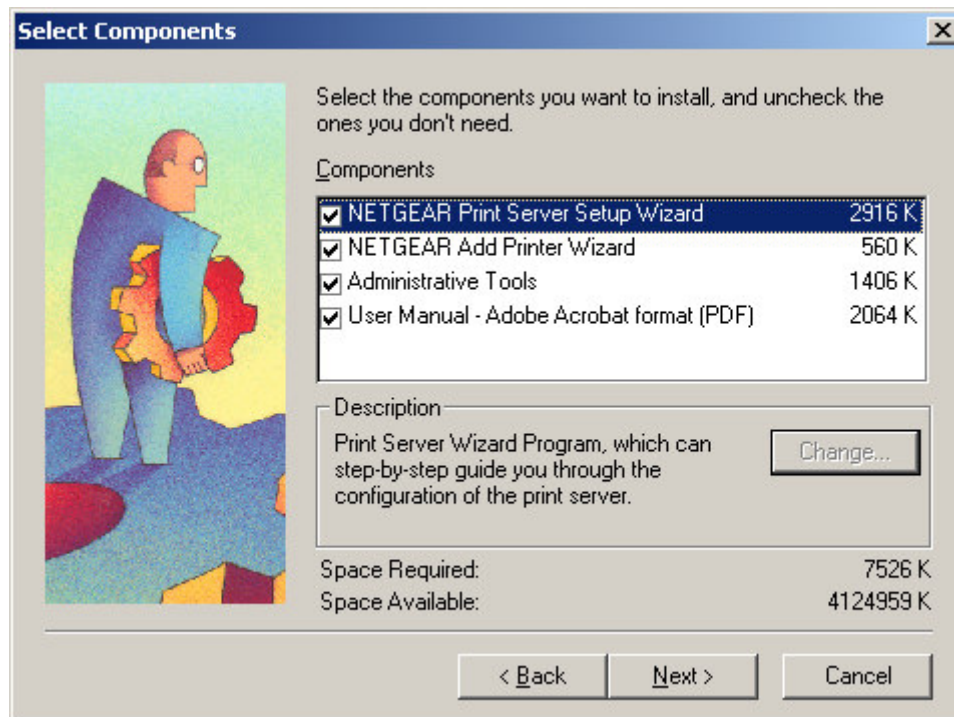 Select Components
Select the components you want to install, and uncheck the
ones you don't need.
Components
NETGEAR Print Server Setup Wizard 2916 K
NETGEAR Add Printer Wizard 560 K
Administrative Tools 1406 K
User Manual - Adobe Acrobat format (PDF) 2064 K
Description
Print Server Wizard Program, which can
step-by-step guide you through the
configuration of the print server.
Change...
Space Required: 7526 K
Space Available: 4124959 K
< Back Next > Cancel